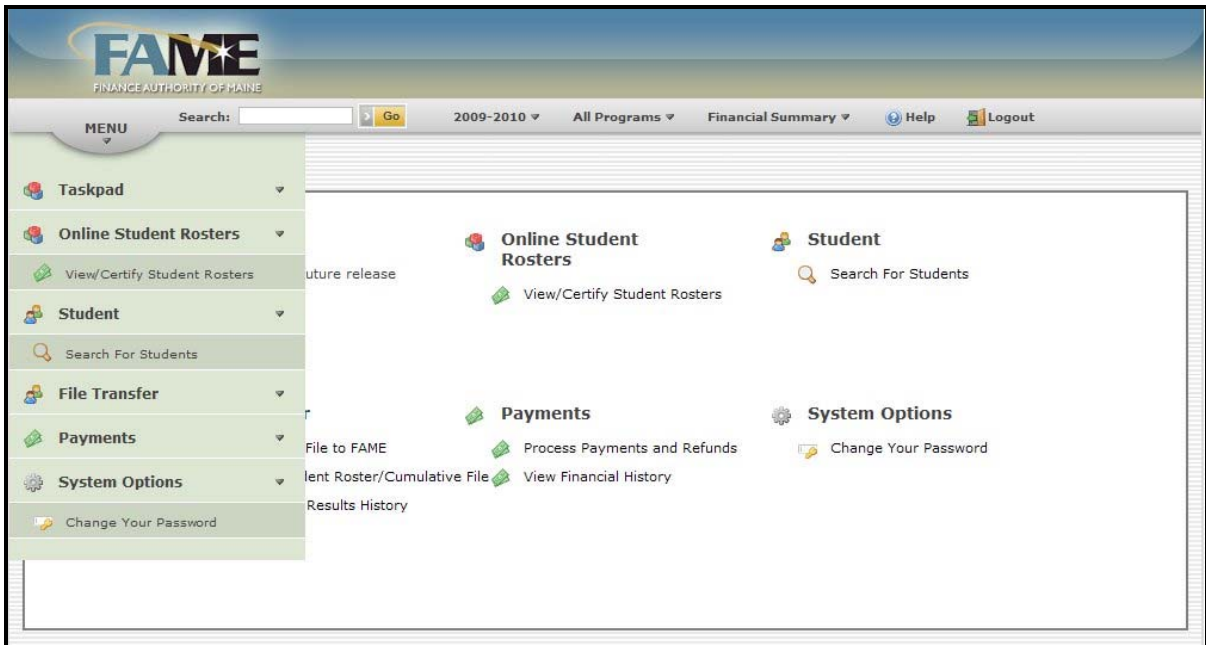 FAME
FINANCE AUTHORITY OF MAINE
MENU
Search:
Go
2009-2010
All Programs
Financial Summary
Help
Logout
Taskpad
Online Student Rosters
View/Certify Student Rosters
Student
Search For Students
File Transfer
Payments
System Options
Change Your Password
uture release
Online Student
Rosters
View/Certify Student Rosters
Student
Search For Students
r
File to FAME
lent Roster/Cumulative File
Results History
Payments
Process Payments and Refunds
View Financial History
System Options
Change Your Password